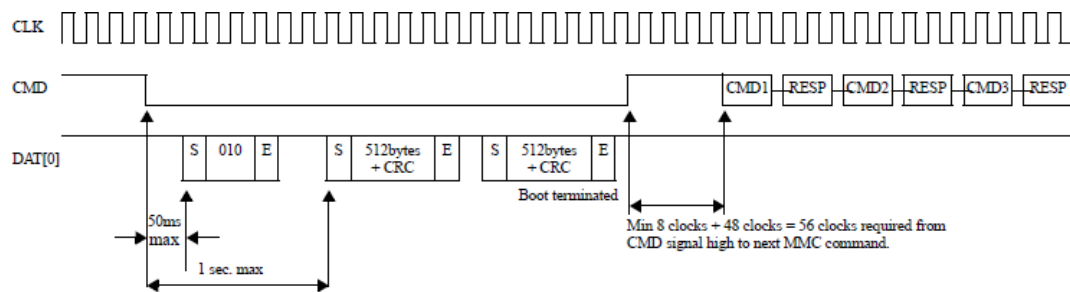 CLK
CMD
CMD1 RESP CMD2 RESP CMD3 RESP
DAT[0]
S 010 E S 512bytes + CRC E S 512bytes + CRC E
Boot terminated
50ms
max
1 sec. max
Min 8 clocks + 48 clocks = 56 clocks required from
CMD signal high to next MMC command.